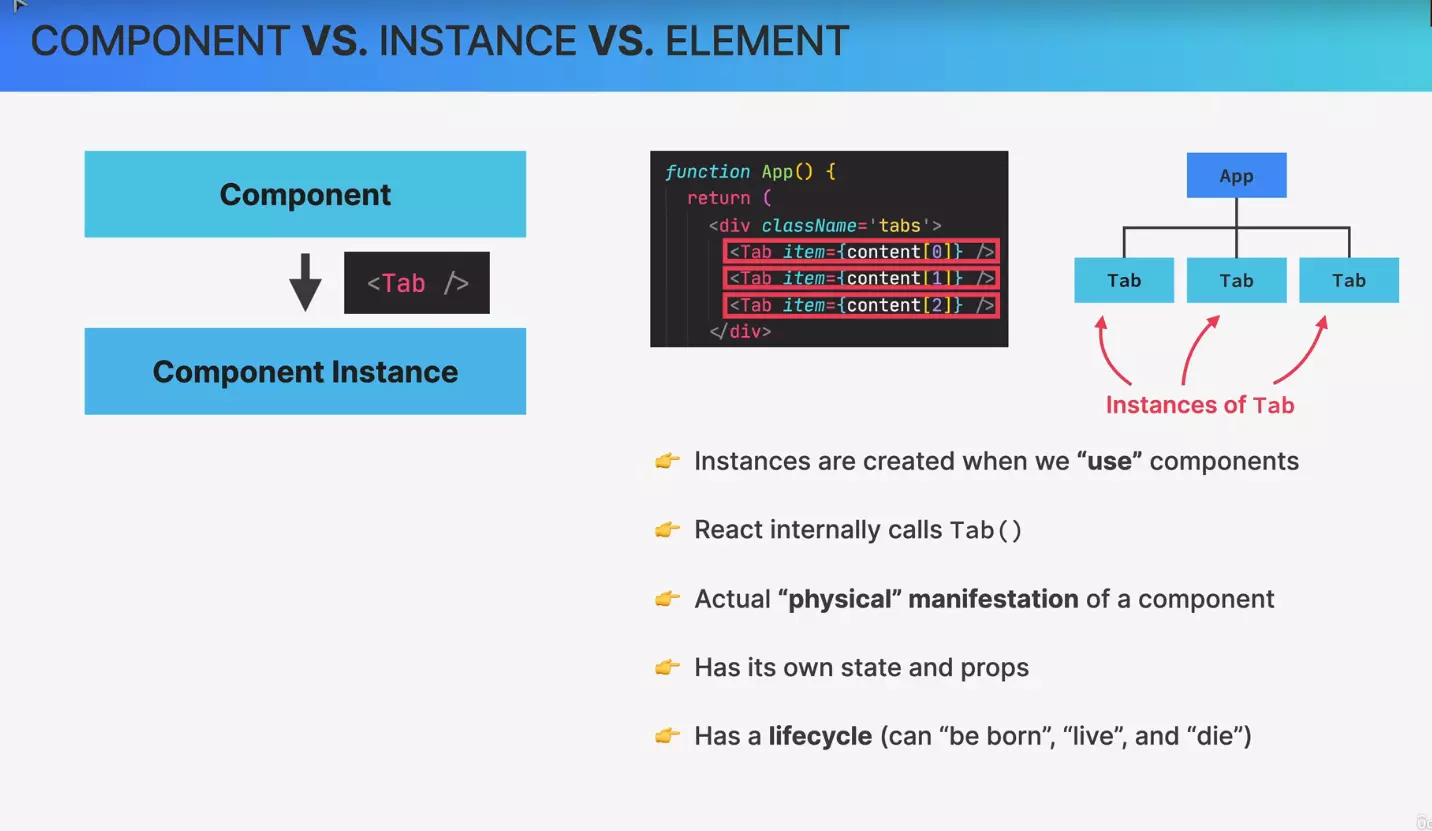 COMPONENT VS. INSTANCE VS. ELEMENT
Component
<Tab />
Component Instance
function App() {
return (
<div className='tabs'>
<Tab item={content[0]} />
<Tab item={content[1]} />
<Tab item={content[2]} />
</div>
App
Tab Tab Tab
Instances of Tab
👉 Instances are created when we “use” components
👉 React internally calls Tab()
👉 Actual “physical” manifestation of a component
👉 Has its own state and props
👉 Has a lifecycle (can “be born”, “live”, and “die”)